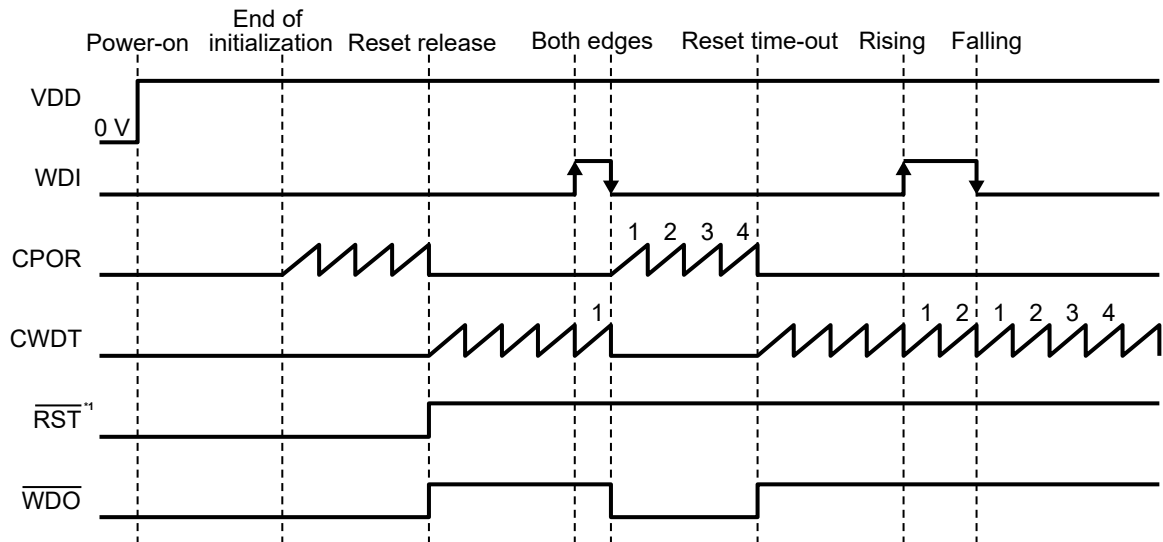 End of
Power-on initialization Reset release Both edges Reset time-out Rising Falling
VDD
0 V
WDI
1 2 3 4
CPOR
1 1 2 1 2 3 4
CWDT
RST *1
WDO